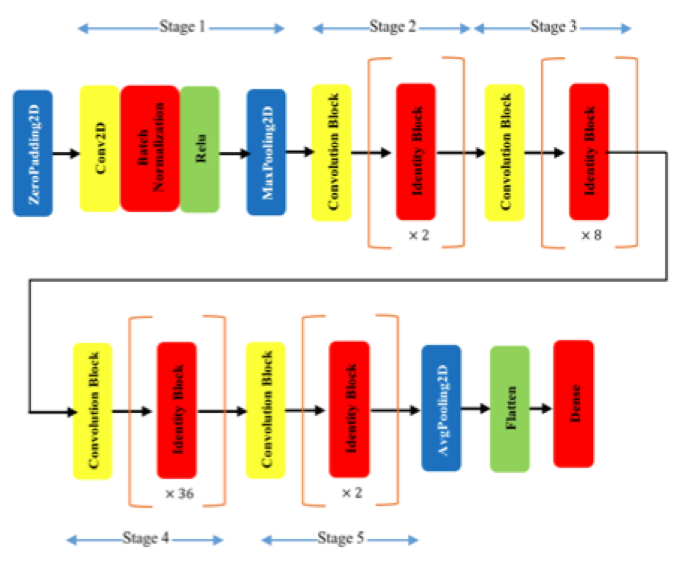 Stage 1
Stage 2
Stage 3
ZeroPadding2D
Conv2D
Batch
Normalization
Relu
MaxPooling2D
Convolution Block
Identity Block
× 2
Convolution Block
Identity Block
× 8
Convolution Block
Identity Block
× 36
Convolution Block
Identity Block
× 2
AvgPooling2D
Flatten
Dense
Stage 4
Stage 5